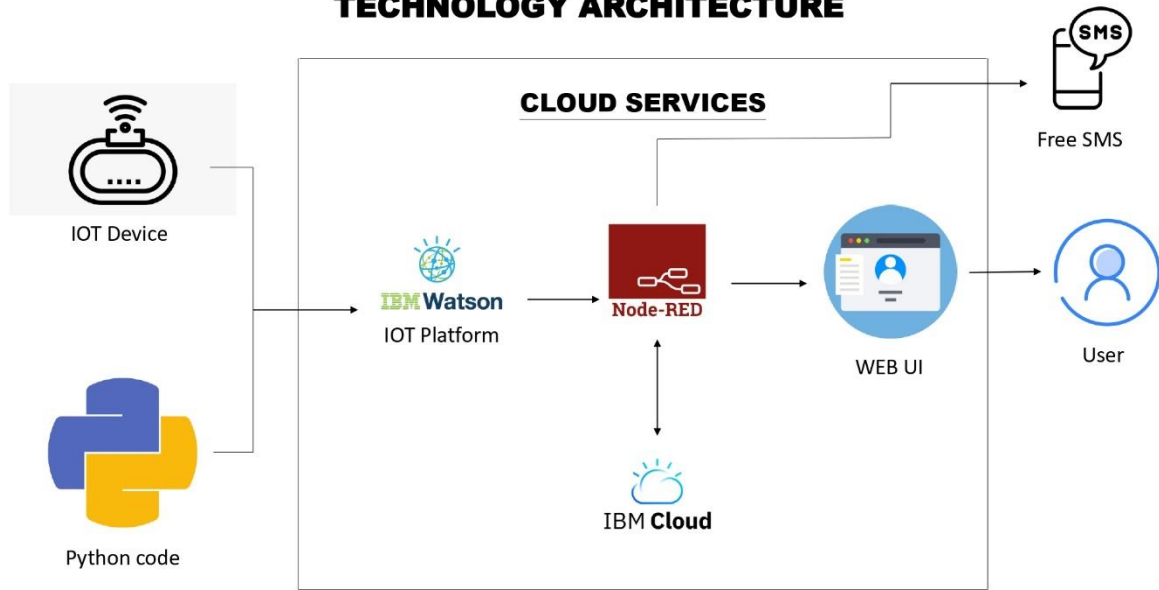 TECHNOLOGY ARCHITECTURE
CLOUD SERVICES
SMS
Free SMS
IOT Device
IBM Watson
IOT Platform
Node-RED
WEB UI
User
IBM Cloud
Python code